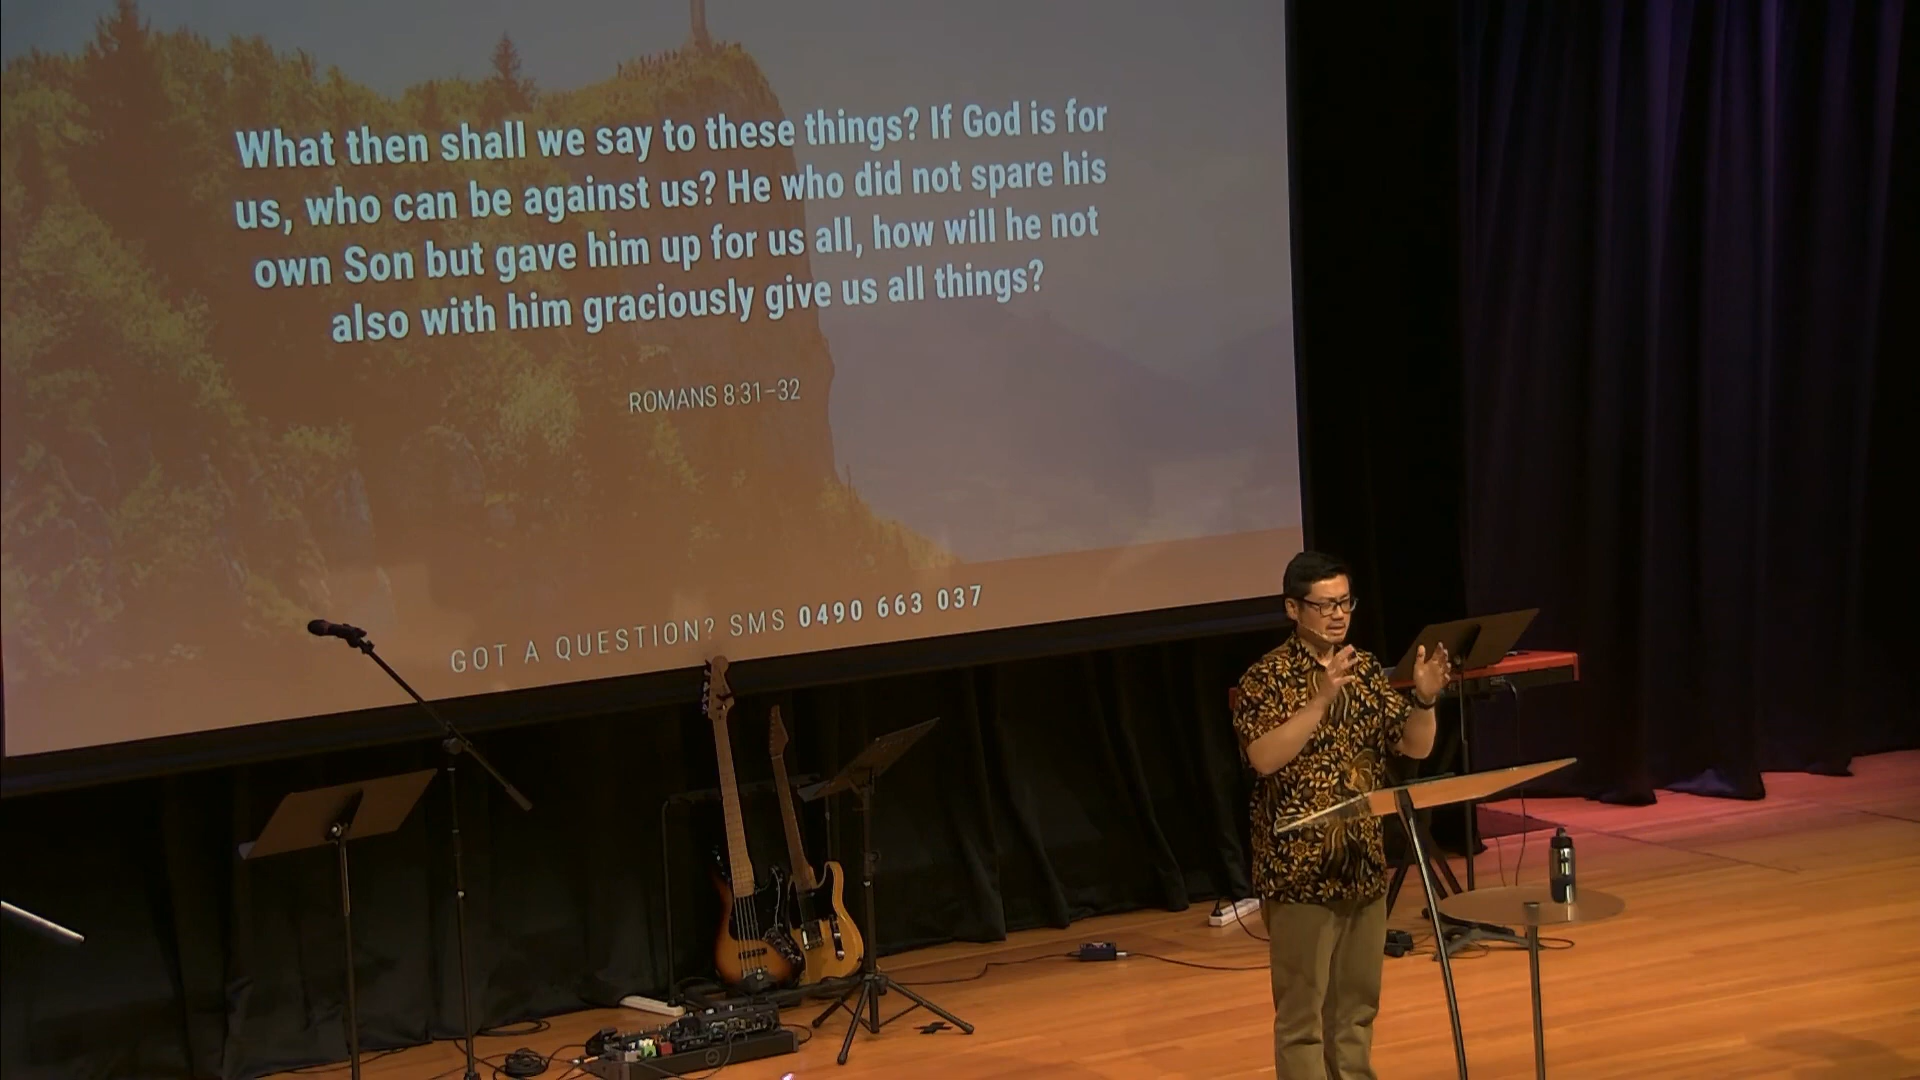 What then shall we say to these things? If God is for
us, who can be against us? He who did not spare his
own Son but gave him up for us all, how will he not
also with him graciously give us all things?
ROMANS 8:31–32
GOT A QUESTION? SMS 0490 663 037